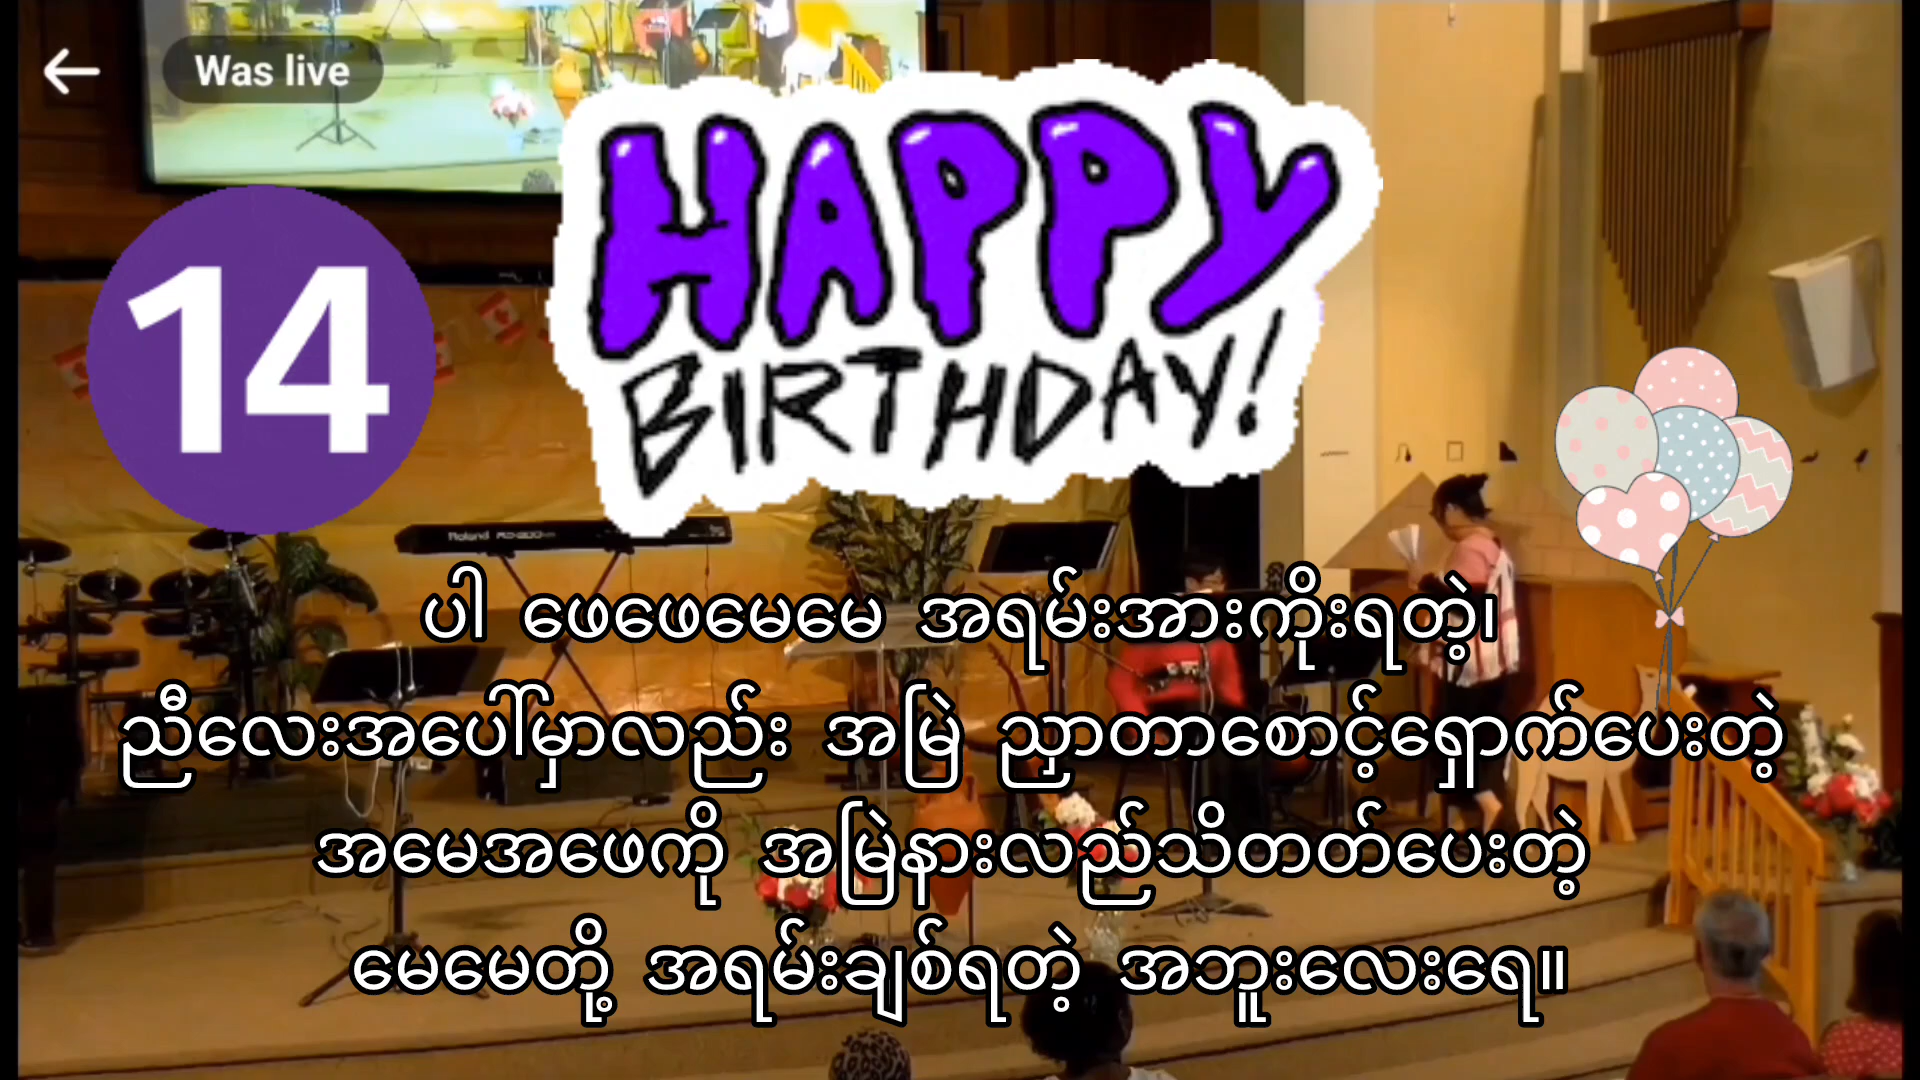 Was live
HAPPY
BIRTHDAY!
14
Roland
ပါ ဖေဖေမေမေ အရမ်းအားကိုးရတဲ့၊
ညီလေးအပေါ်မှာလည်း အမြဲ ညှာတာစောင့်ရှောက်ပေးတဲ့
အမေအဖေကို အမြဲနားလည်သိတတ်ပေးတဲ့
မေမေတို့ အရမ်းချစ်ရတဲ့ အဘူးလေးရေ။